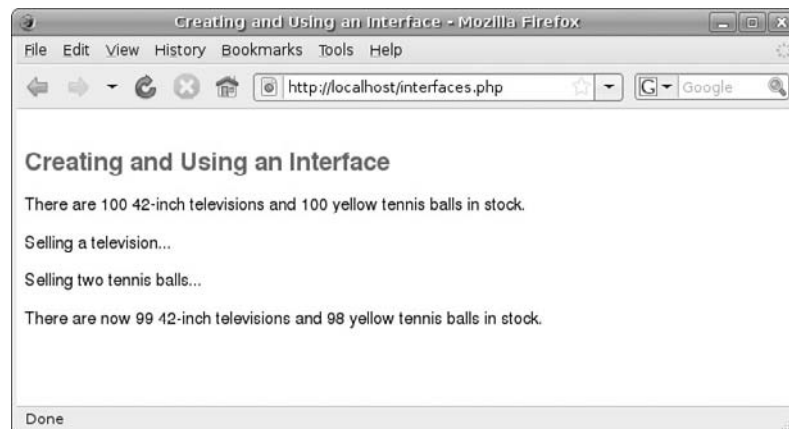 Creating and Using an Interface - Mozilla Firefox
File Edit View History Bookmarks Tools Help
http://localhost/interfaces.php
G Google
Creating and Using an Interface
There are 100 42-inch televisions and 100 yellow tennis balls in stock.
Selling a television...
Selling two tennis balls...
There are now 99 42-inch televisions and 98 yellow tennis balls in stock.
Done